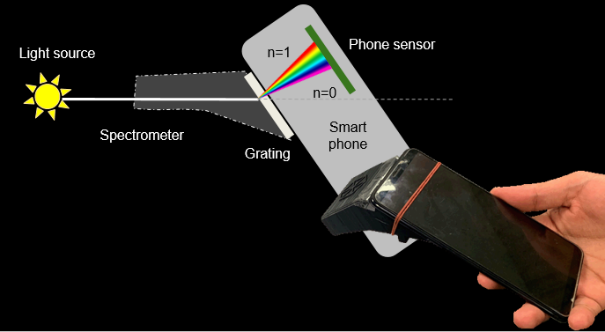 Light source
Spectrometer
Grating
n=1
n=0
Phone sensor
Smart
phone